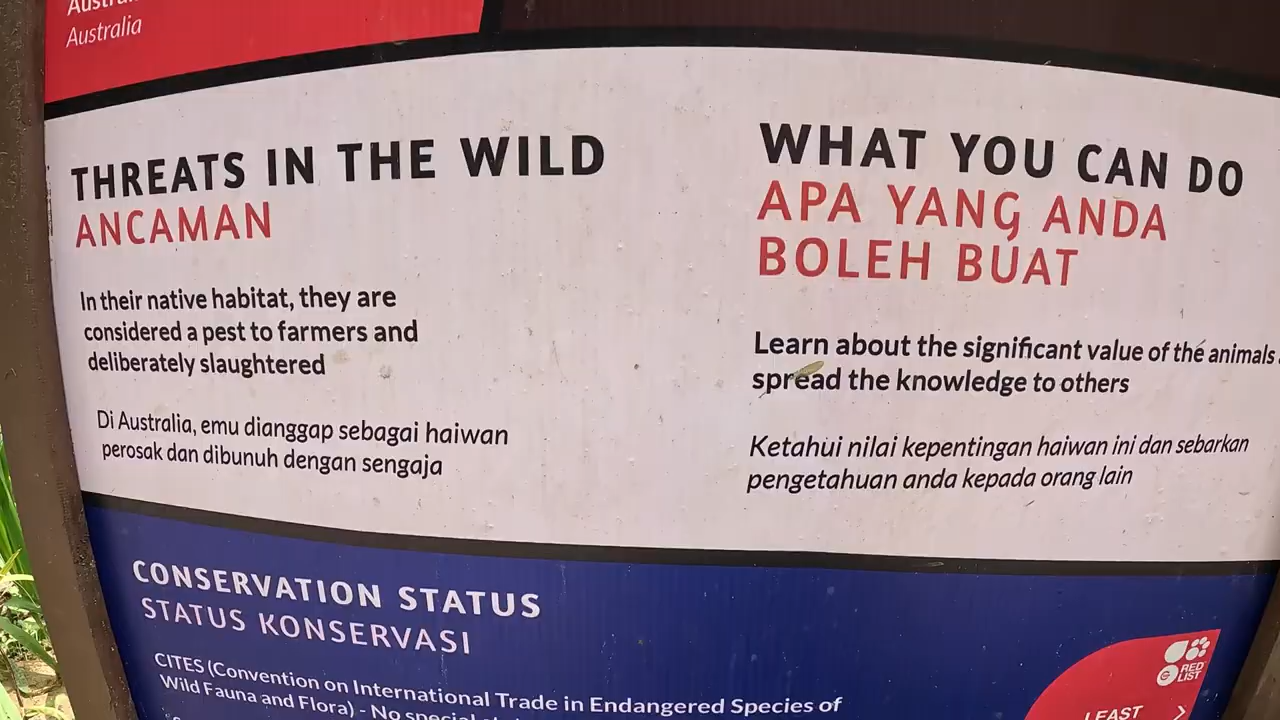 Australia
THREATS IN THE WILD
ANCAMAN
In their native habitat, they are
considered a pest to farmers and
deliberately slaughtered
Di Australia, emu dianggap sebagai haiwan
perosak dan dibunuh dengan sengaja
WHAT YOU CAN DO
APA YANG ANDA
BOLEH BUAT
Learn about the significant value of the animals
spread the knowledge to others
Ketahui nilai kepentingan haiwan ini dan sebarkan
pengetahuan anda kepada orang lain
CONSERVATION STATUS
STATUS KONSERVASI
CITES (Convention on International Trade in Endangered Species of
Wild Fauna and Flora) - No special
RED
LIST
LEAST